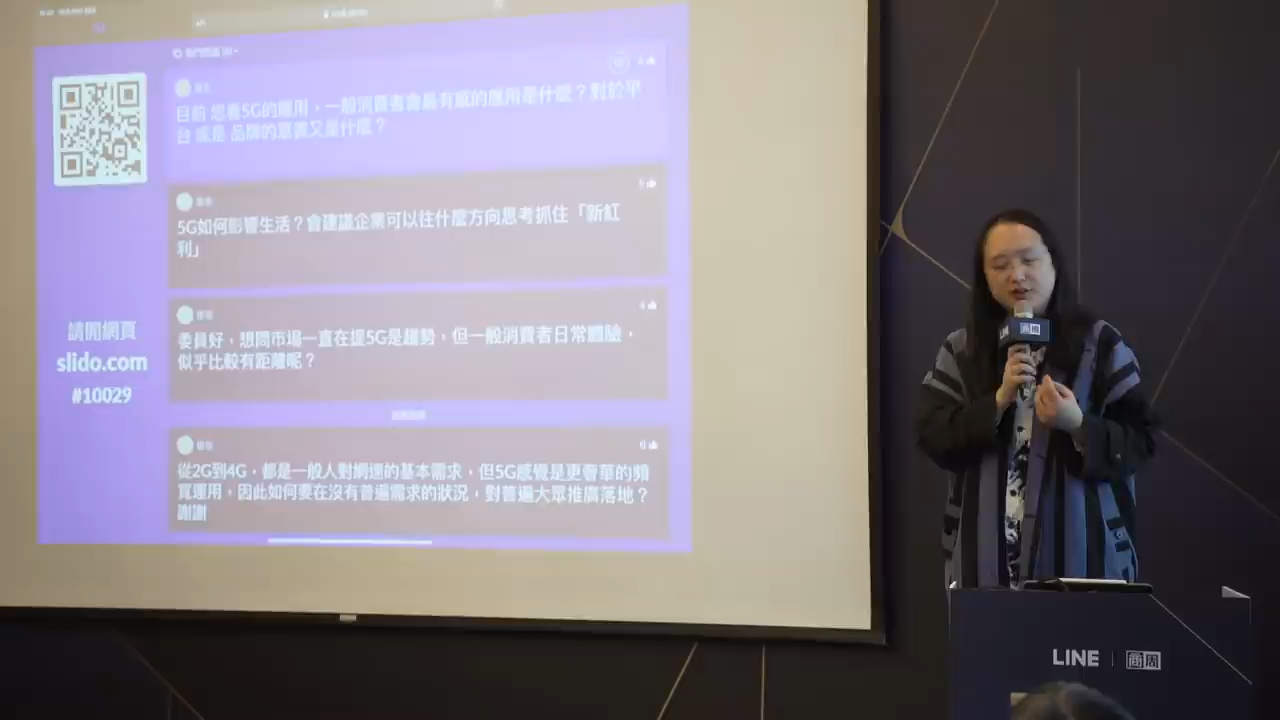 目前 您看5G的應用，一般消費者會最有感的應用是什麼？對於平
台 或是 品牌的意義又是什麼？
5G如何影響生活？會建議企業可以往什麼方向思考抓住「新紅
利」
委員好，想問市場一直在提5G是趨勢，但一般消費者日常體驗，
似乎比較有距離呢？
從2G到4G，都是一般人對網速的基本需求，但5G感覺是更奢華的頻
寬運用，因此如何要在沒有普遍需求的狀況，對普遍大眾推廣落地？
謝謝
請開網頁
slido.com
#10029
LINE 商周